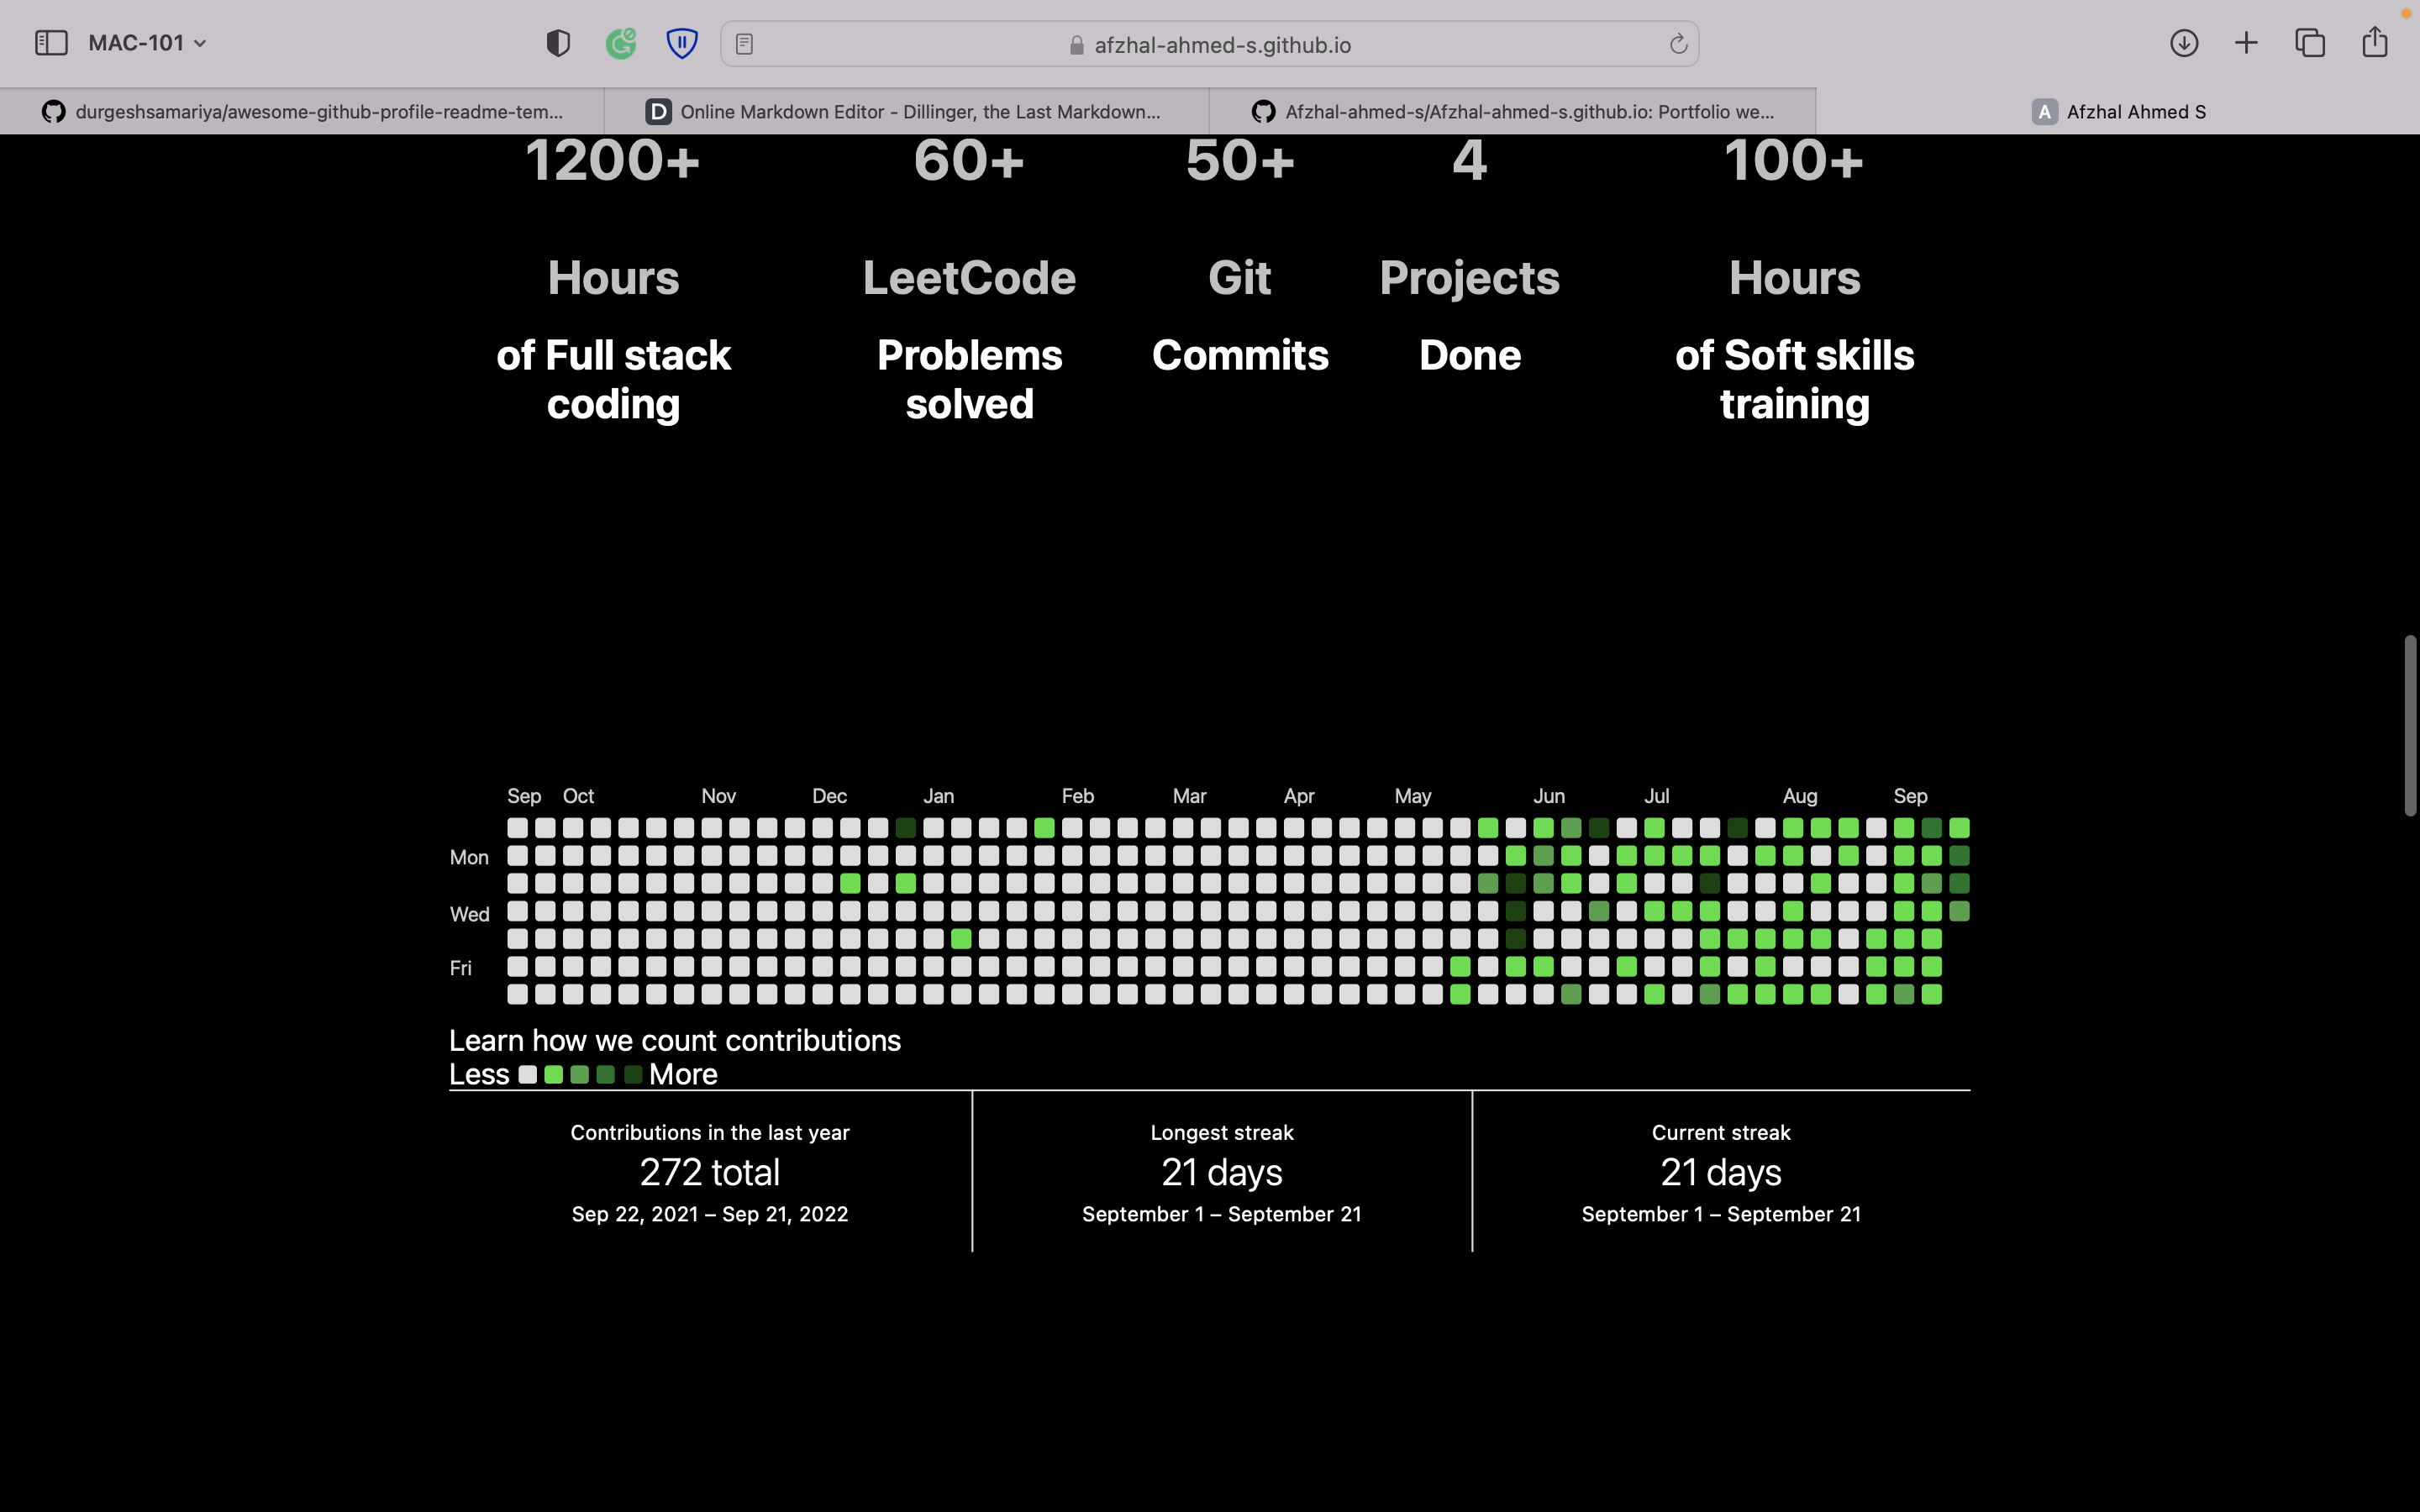 MAC-101
afzhal-ahmed-s.github.io
durgeshsamariya/awesome-github-profile-readme-tem...
D Online Markdown Editor - Dillinger, the Last Markdown...
Afzhal-ahmed-s/Afzhal-ahmed-s.github.io: Portfolio we...
A Afzhal Ahmed S
1200+ 60+ 50+ 4 100+
Hours LeetCode Git Projects Hours
of Full stack Problems Commits Done of Soft skills
coding solved training
Sep Oct Nov Dec Jan Feb Mar Apr May Jun Jul Aug Sep
Mon
Wed
Fri
Learn how we count contributions
Less More
Contributions in the last year Longest streak Current streak
272 total 21 days 21 days
Sep 22, 2021 – Sep 21, 2022 September 1 – September 21 September 1 – September 21